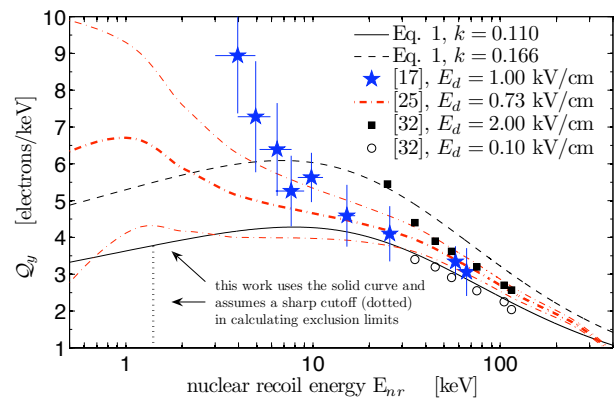 10
9
8
7
6
5
4
3
2
1
Q_y [electrons/keV]
Eq. 1, k = 0.110
Eq. 1, k = 0.166
[17], E_d = 1.00 kV/cm
[25], E_d = 0.73 kV/cm
[32], E_d = 2.00 kV/cm
[32], E_d = 0.10 kV/cm
this work uses the solid curve and
assumes a sharp cutoff (dotted)
in calculating exclusion limits
1 10 100
nuclear recoil energy E_nr [keV]